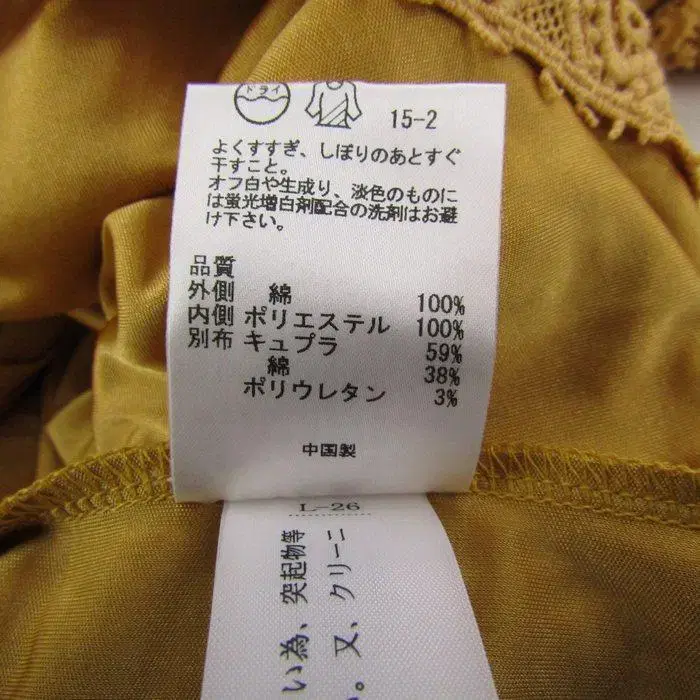 ドライ
15-2
よくすすぎ、しぼりのあとすぐ
干すこと。
オフ白や生成り、淡色のものに
は蛍光増白剤配合の洗剤はお避
け下さい。
品質
外側 綿 100%
内側 ポリエステル 100%
別布 キュプラ 59%
綿 38%
ポリウレタン 3%
中国製
L-26
突起物等
い為、
クリーニ
。又、